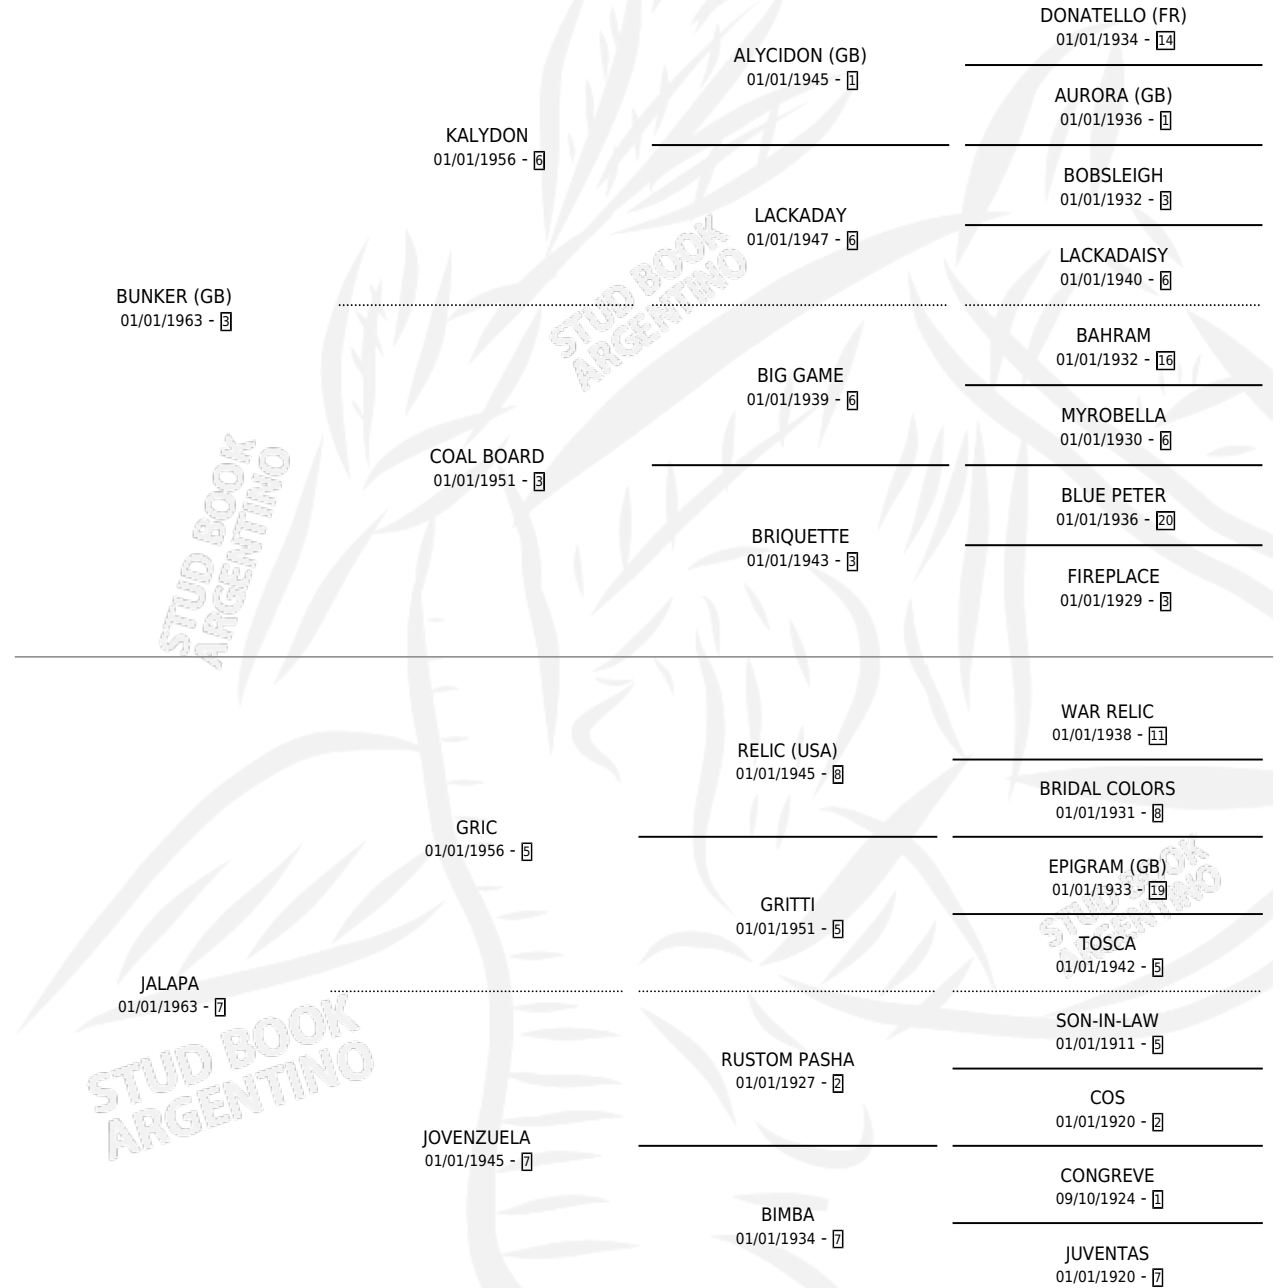 DONATELLO (FR)
01/01/1934 - 14
ALYCIDON (GB)
01/01/1945 - 1
AURORA (GB)
01/01/1936 - 1
KALYDON
01/01/1956 - 6
BOBSLEIGH
01/01/1932 - 3
LACKADAY
01/01/1947 - 6
LACKADAISY
01/01/1940 - 6
BUNKER (GB)
01/01/1963 - 3
BAHRAM
01/01/1932 - 16
BIG GAME
01/01/1939 - 6
MYROBELLA
01/01/1930 - 6
COAL BOARD
01/01/1951 - 3
BLUE PETER
01/01/1936 - 20
BRIQUETTE
01/01/1943 - 3
FIREPLACE
01/01/1929 - 3
WAR RELIC
01/01/1938 - 11
RELIC (USA)
01/01/1945 - 8
BRIDAL COLORS
01/01/1931 - 8
GRIC
01/01/1956 - 5
EPIGRAM (GB)
01/01/1933 - 19
GRITTI
01/01/1951 - 5
TOSCA
01/01/1942 - 5
JALAPA
01/01/1963 - 7
SON-IN-LAW
01/01/1911 - 5
RUSTOM PASHA
01/01/1927 - 2
COS
01/01/1920 - 2
JOVENZUELA
01/01/1945 - 7
CONGREVE
09/10/1924 - 1
BIMBA
01/01/1934 - 7
JUVENTAS
01/01/1920 - 7
STUD BOOK
ARGENTINO
STUD BOOK
ARGENTINO
STUD BOOK
ARGENTINO
STUD BOOK
ARGENTINO